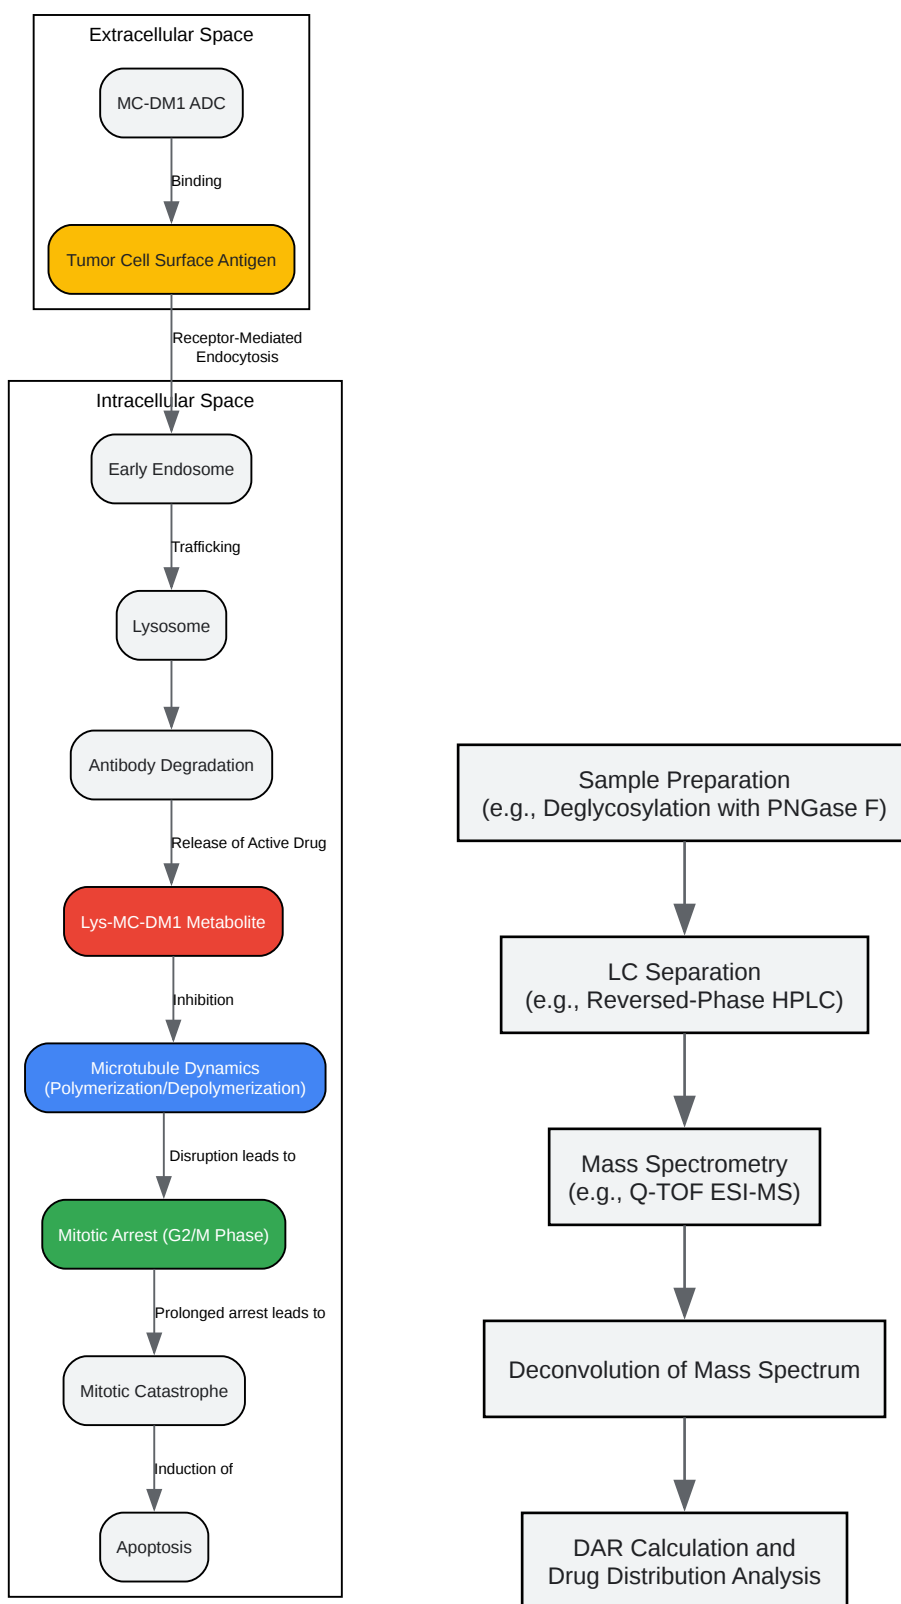 Extracellular Space
MC-DM1 ADC
Binding
Tumor Cell Surface Antigen
Receptor-Mediated
Endocytosis
Intracellular Space
Early Endosome
Trafficking
Lysosome
Antibody Degradation
Release of Active Drug
Lys-MC-DM1 Metabolite
Inhibition
Microtubule Dynamics
(Polymerization/Depolymerization)
Disruption leads to
Mitotic Arrest (G2/M Phase)
Prolonged arrest leads to
Mitotic Catastrophe
Induction of
Apoptosis
Sample Preparation
(e.g., Deglycosylation with PNGase F)
LC Separation
(e.g., Reversed-Phase HPLC)
Mass Spectrometry
(e.g., Q-TOF ESI-MS)
Deconvolution of Mass Spectrum
DAR Calculation and
Drug Distribution Analysis